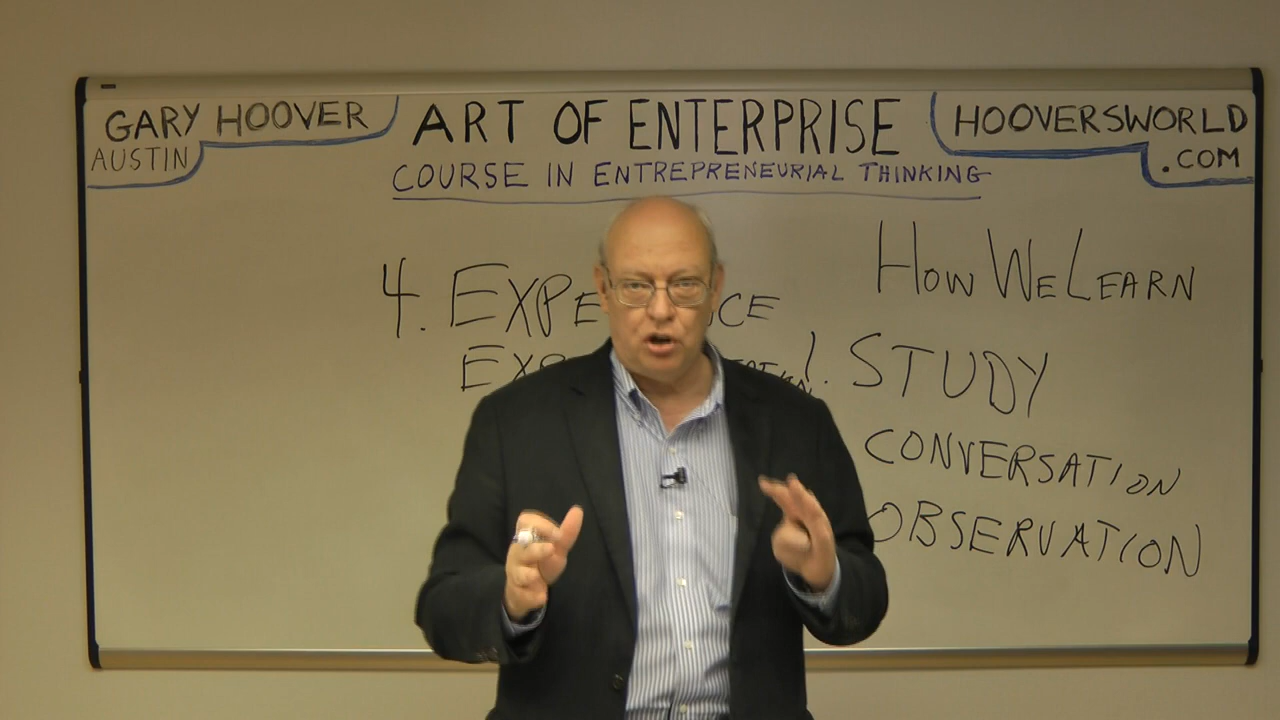 GARY HOOVER
AUSTIN
ART OF ENTERPRISE
COURSE IN ENTREPRENEURIAL THINKING
HOOVERSWORLD
.COM
HOW WE LEARN
1. STUDY
CONVERSATION
OBSERVATION
4.